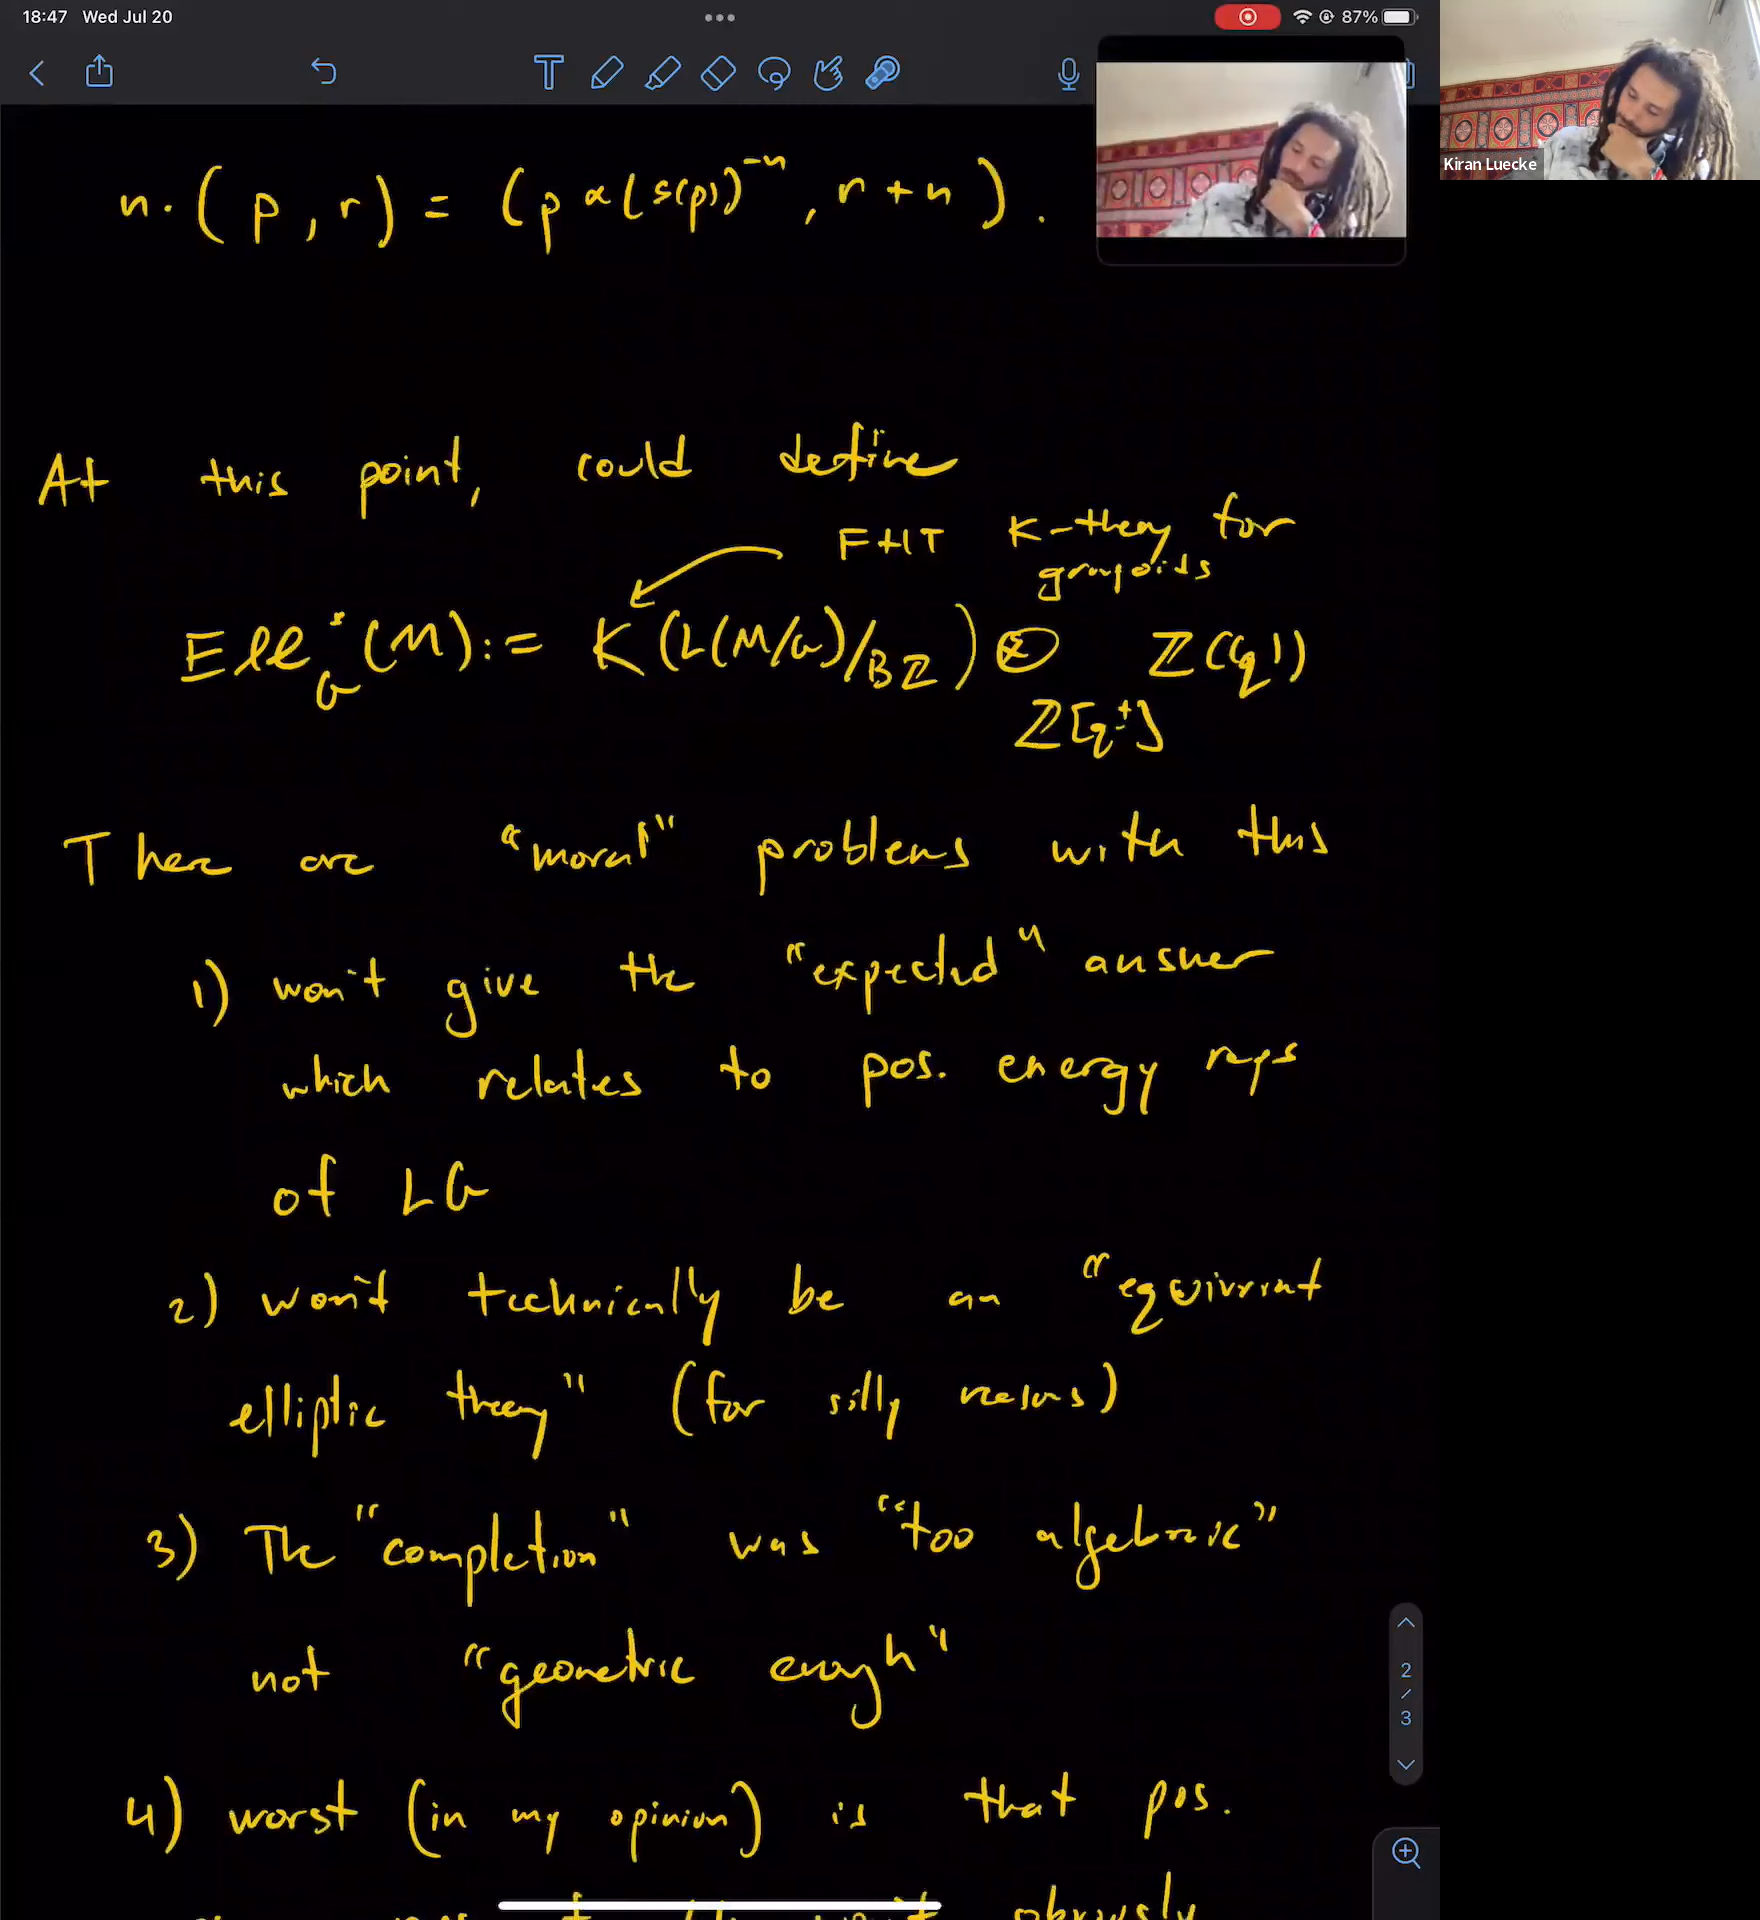 18:47 Wed Jul 20
87%
Kiran Luecke
n·(p, r) = (p α(s(p))^{-n}, r + n).
At this point, could define
FHT K-theory for
groupoids
Ell*_G(M) := K(L(M/G)/BZ) ⊗_{Z[q^±]} Z((q))
There are "moral" problems with this
1) won't give the "expected" answer
which relates to pos. energy reps
of LG
2) won't technically be an "equivariant
elliptic theory" (for silly reasons)
3) The "completion" was "too algebraic"
not "geometric enough"
4) worst (in my opinion) is that pos.
obviously
2
/
3